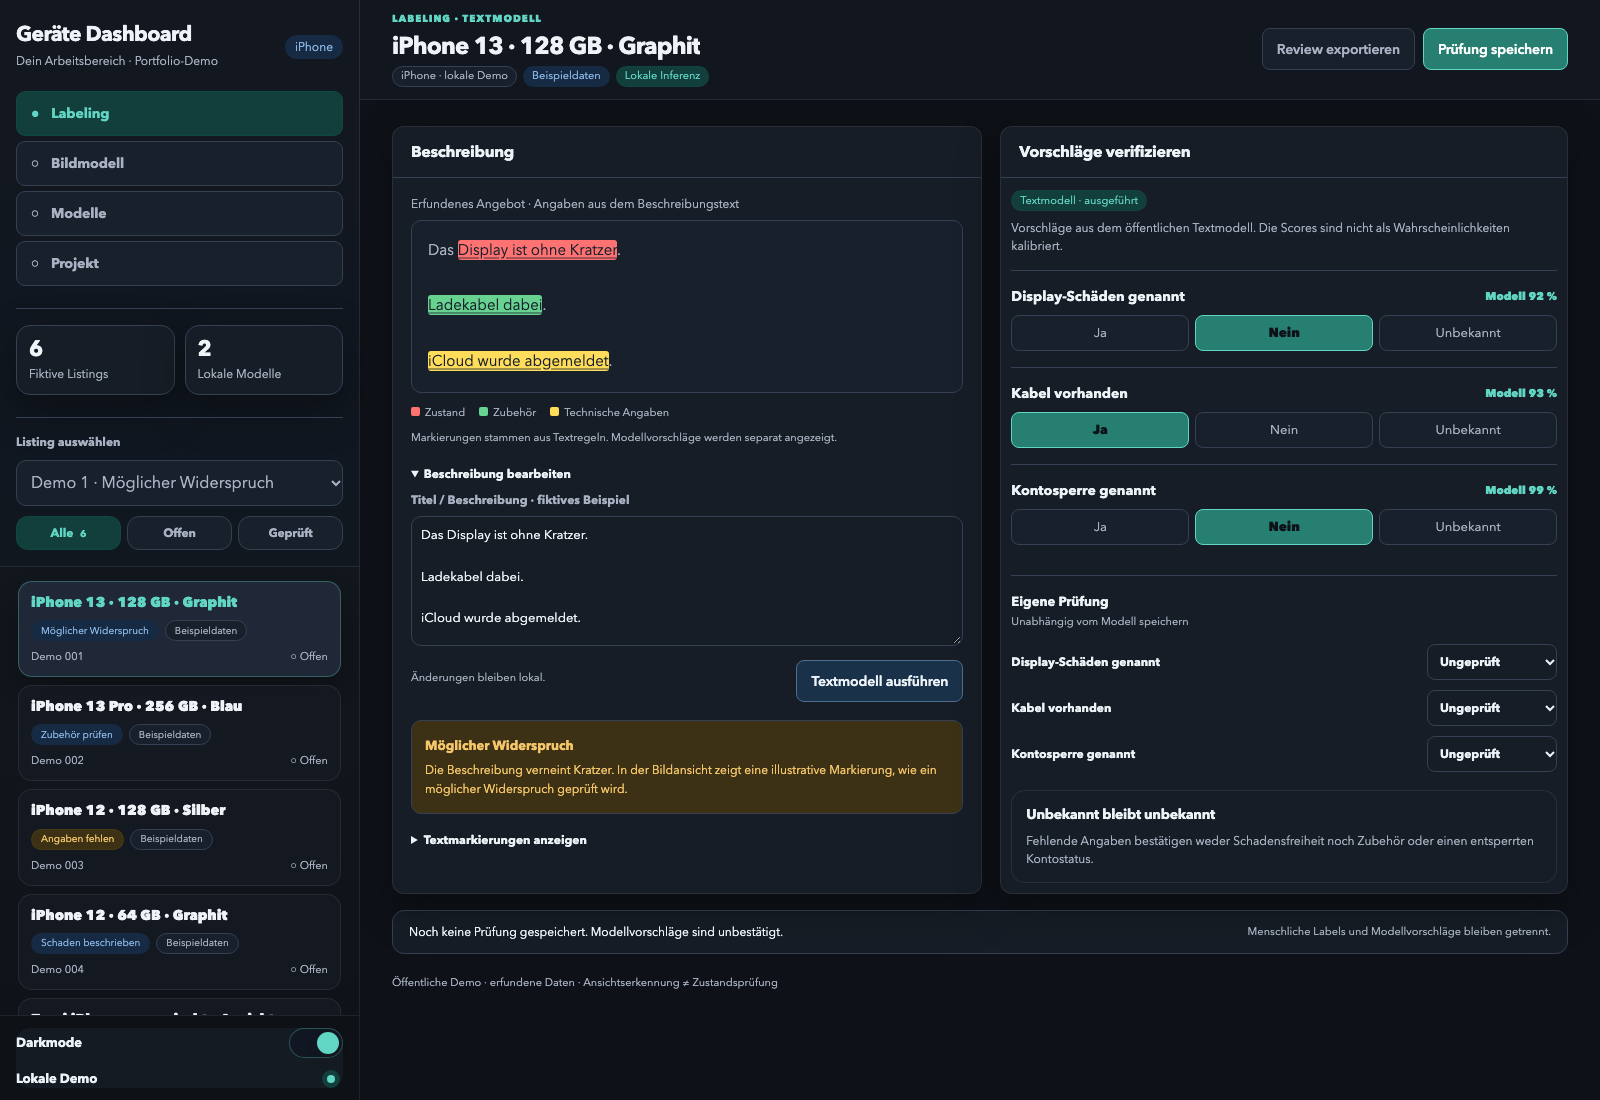 Geräte Dashboard
Dein Arbeitsbereich · Portfolio-Demo
iPhone
Labeling
Bildmodell
Modelle
Projekt
6
Fiktive Listings
2
Lokale Modelle
Listing auswählen
Demo 1 · Möglicher Widerspruch
Alle 6
Offen
Geprüft
iPhone 13 · 128 GB · Graphit
Möglicher Widerspruch
Beispieldaten
Demo 001
○ Offen
iPhone 13 Pro · 256 GB · Blau
Zubehör prüfen
Beispieldaten
Demo 002
○ Offen
iPhone 12 · 128 GB · Silber
Angaben fehlen
Beispieldaten
Demo 003
○ Offen
iPhone 12 · 64 GB · Graphit
Schaden beschrieben
Beispieldaten
Demo 004
○ Offen
Darkmode
Lokale Demo
LABELING · TEXTMODELL
iPhone 13 · 128 GB · Graphit
iPhone · lokale Demo
Beispieldaten
Lokale Inferenz
Review exportieren
Prüfung speichern
Beschreibung
Erfundenes Angebot · Angaben aus dem Beschreibungstext
Das Display ist ohne Kratzer.
Ladekabel dabei.
iCloud wurde abgemeldet.
Zustand
Zubehör
Technische Angaben
Markierungen stammen aus Textregeln. Modellvorschläge werden separat angezeigt.
▼ Beschreibung bearbeiten
Titel / Beschreibung · fiktives Beispiel
Das Display ist ohne Kratzer.
Ladekabel dabei.
iCloud wurde abgemeldet.
Änderungen bleiben lokal.
Textmodell ausführen
Möglicher Widerspruch
Die Beschreibung verneint Kratzer. In der Bildansicht zeigt eine illustrative Markierung, wie ein
möglicher Widerspruch geprüft wird.
▶ Textmarkierungen anzeigen
Vorschläge verifizieren
Textmodell · ausgeführt
Vorschläge aus dem öffentlichen Textmodell. Die Scores sind nicht als Wahrscheinlichkeiten
kalibriert.
Display-Schäden genannt
Modell 92 %
Ja
Nein
Unbekannt
Kabel vorhanden
Modell 93 %
Ja
Nein
Unbekannt
Kontosperre genannt
Modell 99 %
Ja
Nein
Unbekannt
Eigene Prüfung
Unabhängig vom Modell speichern
Display-Schäden genannt
Ungeprüft
Kabel vorhanden
Ungeprüft
Kontosperre genannt
Ungeprüft
Unbekannt bleibt unbekannt
Fehlende Angaben bestätigen weder Schadensfreiheit noch Zubehör oder einen entsperrten
Kontostatus.
Noch keine Prüfung gespeichert. Modellvorschläge sind unbestätigt.
Menschliche Labels und Modellvorschläge bleiben getrennt.
Öffentliche Demo · erfundene Daten · Ansichtserkennung ≠ Zustandsprüfung